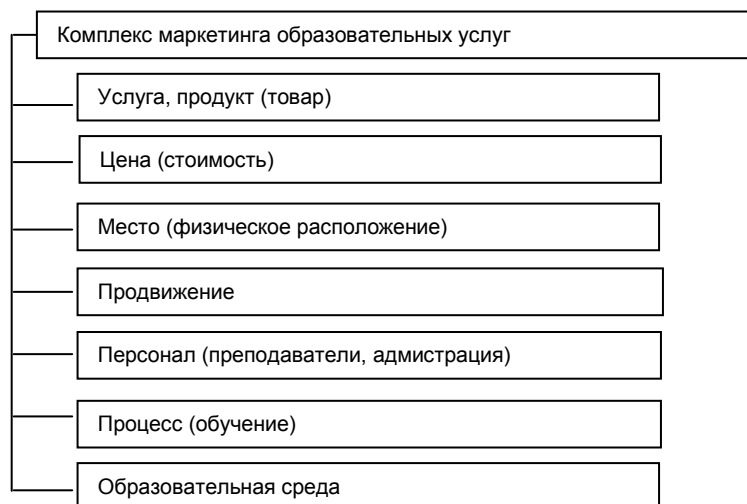 Комплекс маркетинга образовательных услуг
Услуга, продукт (товар)
Цена (стоимость)
Место (физическое расположение)
Продвижение
Персонал (преподаватели, адмистрация)
Процесс (обучение)
Образовательная среда